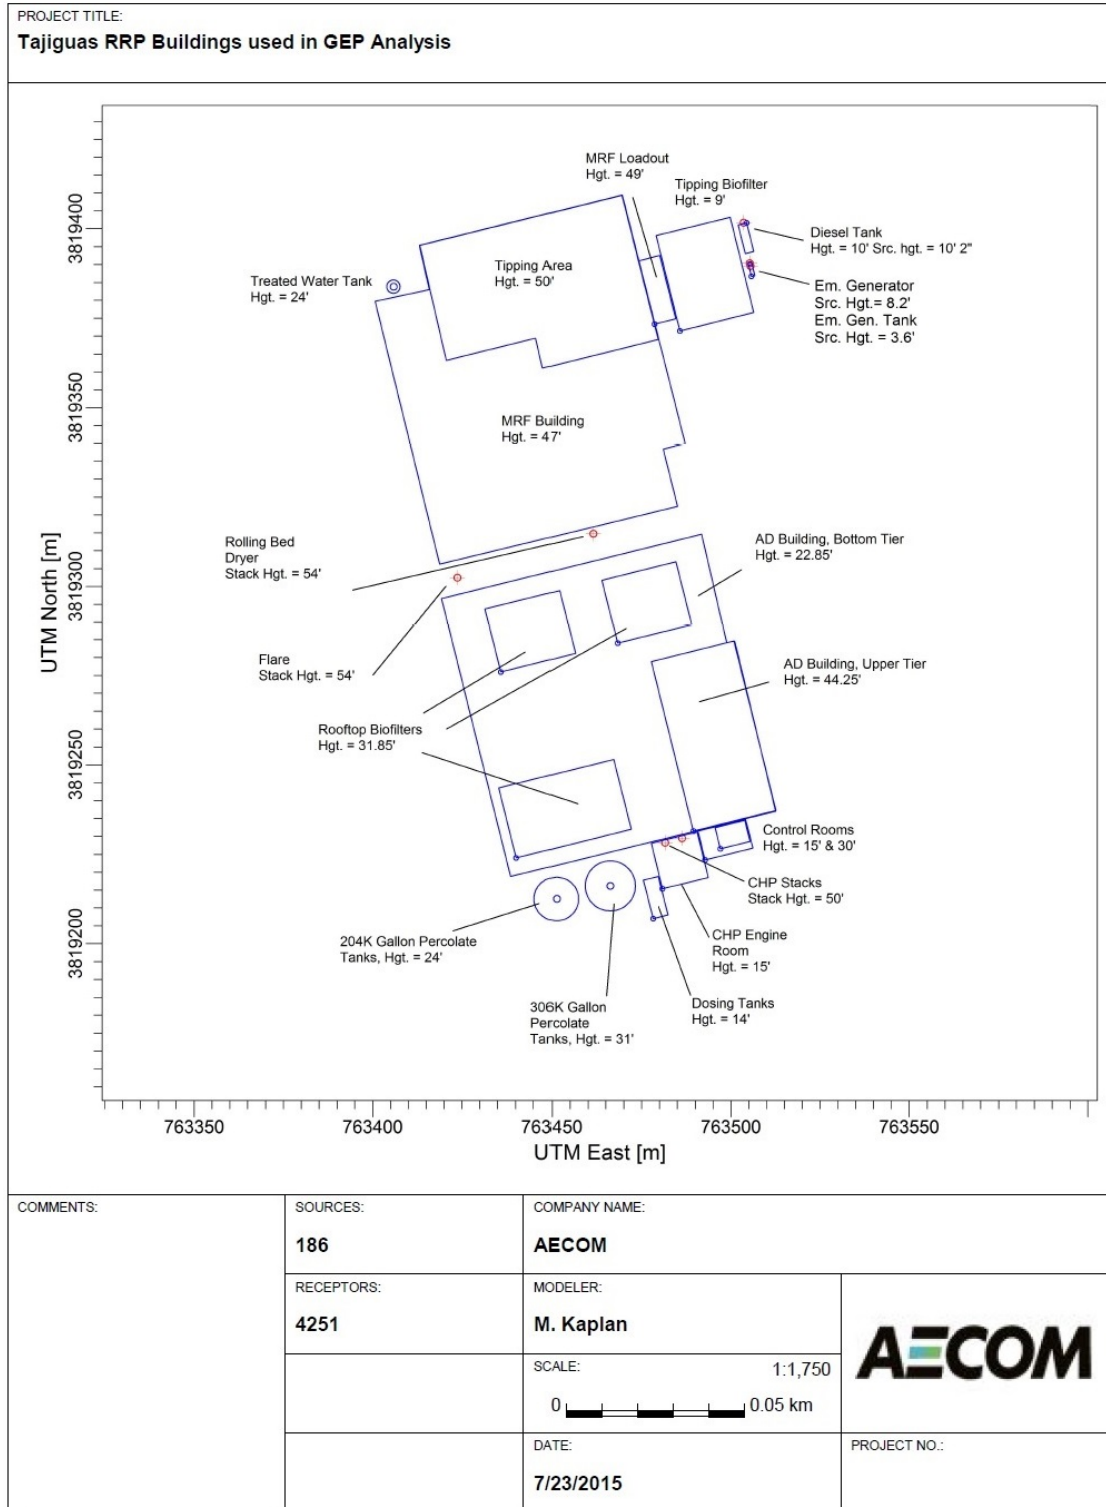 PROJECT TITLE:
Tajiguas RRP Buildings used in GEP Analysis
MRF Loadout
Hgt. = 49'
Tipping Biofilter
Hgt. = 9'
Diesel Tank
Hgt = 10' Src. hgt. = 10' 2"
Tipping Area
Hgt. = 50'
Treated Water Tank
Hgt. = 24'
Em. Generator
Src. Hgt.= 8.2'
Em. Gen. Tank
Src. Hgt. = 3.6'
MRF Building
Hgt. = 47'
Rolling Bed
Dryer
Stack Hgt. = 54'
AD Building, Bottom Tier
Hgt. = 22.85'
Flare
Stack Hgt. = 54'
AD Building, Upper Tier
Hgt. = 44.25'
Rooftop Biofilters
Hgt. = 31.85'
Control Rooms
Hgt. = 15' & 30'
CHP Stacks
Stack Hgt. = 50'
204K Gallon Percolate
Tanks, Hgt. = 24'
CHP Engine
Room
Hgt. = 15'
306K Gallon
Percolate
Tanks, Hgt. = 31'
Dosing Tanks
Hgt. = 14'
UTM North [m]
3819400
3819350
3819300
3819250
3819200
763350
763400
763450
763500
763550
UTM East [m]
COMMENTS:
SOURCES:
186
COMPANY NAME:
AECOM
RECEPTORS:
4251
MODELER:
M. Kaplan
AECOM
SCALE:
1:1,750
0
0.05 km
DATE:
7/23/2015
PROJECT NO.: